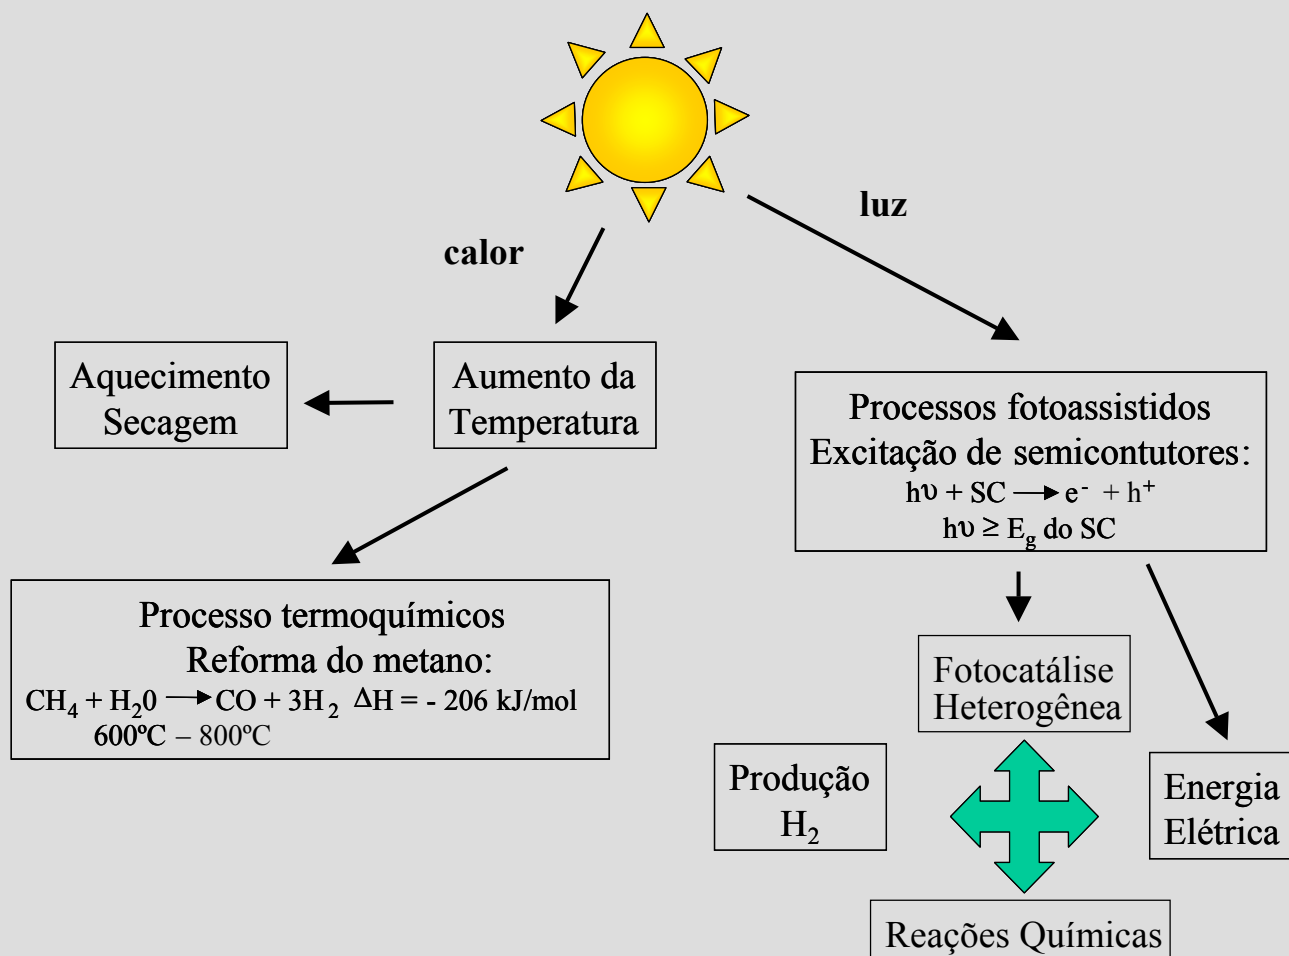 luz
calor
Aquecimento
Secagem
Aumento da
Temperatura
Processos fotoassistidos
Excitação de semicontutores:
hυ + SC → e⁻ + h⁺
hυ ≥ E_g do SC
Processo termoquímicos
Reforma do metano:
CH₄ + H₂0 → CO + 3H₂ ΔH = - 206 kJ/mol
600ºC – 800ºC
Fotocatálise
Heterogênea
Produção
H₂
Energia
Elétrica
Reações Químicas